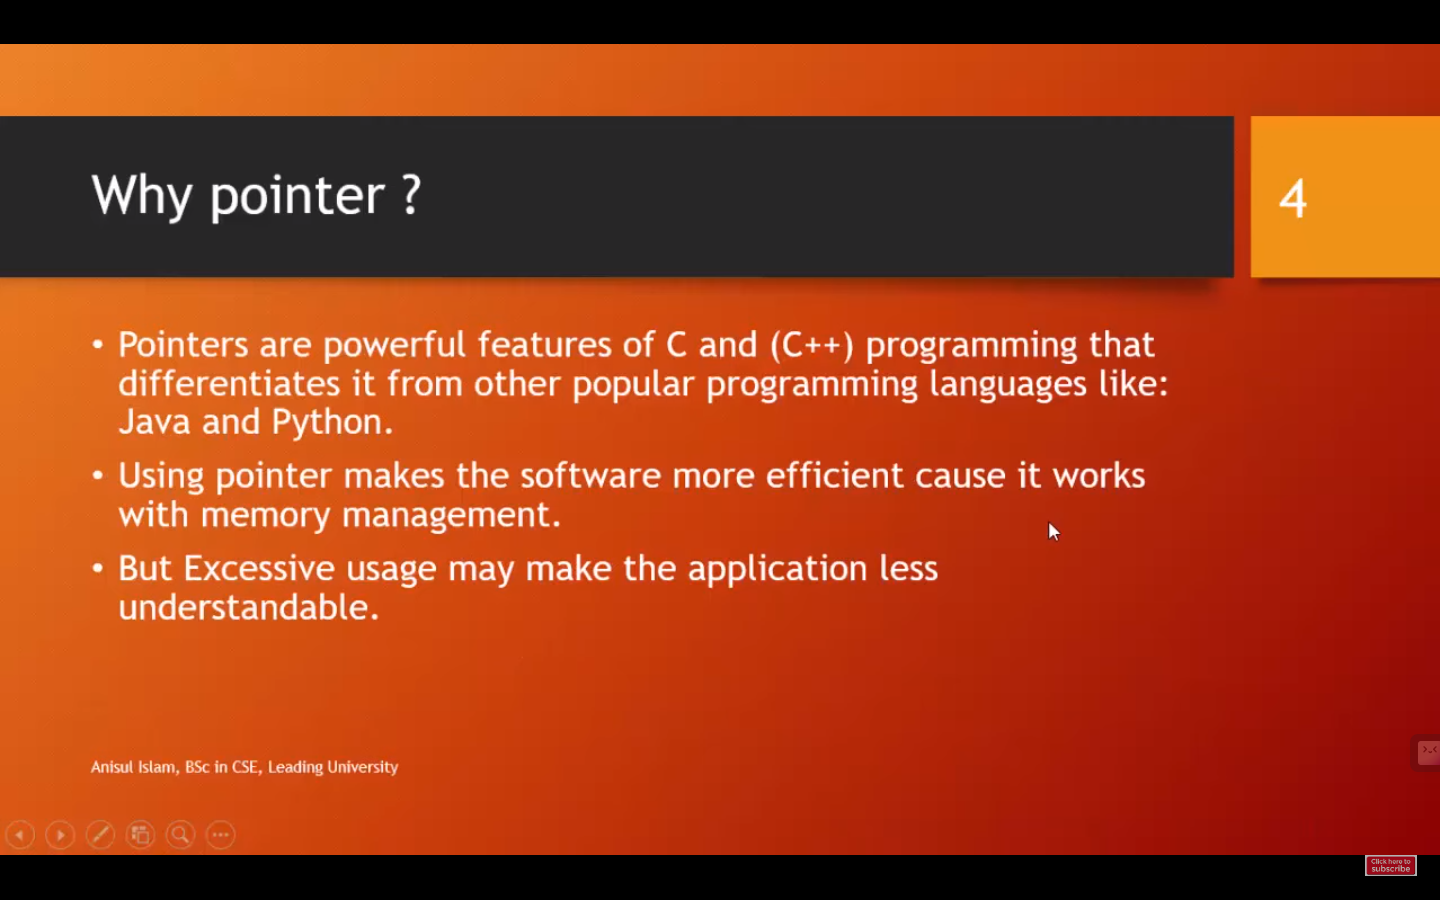 Why pointer ?
4
• Pointers are powerful features of C and (C++) programming that
differentiates it from other popular programming languages like:
Java and Python.
• Using pointer makes the software more efficient cause it works
with memory management.
• But Excessive usage may make the application less
understandable.
Anisul Islam, BSc in CSE, Leading University
Click here to
subscribe